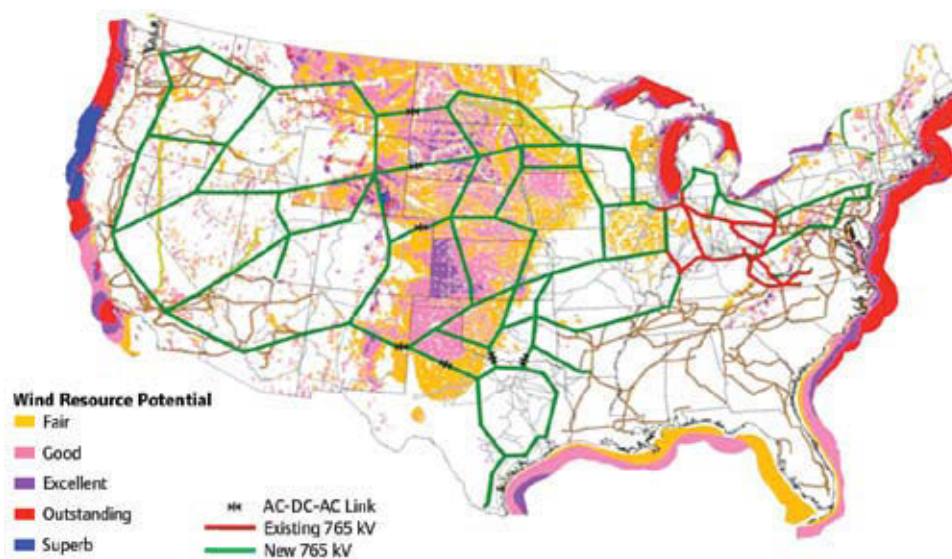 Wind Resource Potential
Fair
Good
Excellent
Outstanding
Superb
AC-DC-AC Link
Existing 765 kV
New 765 kV